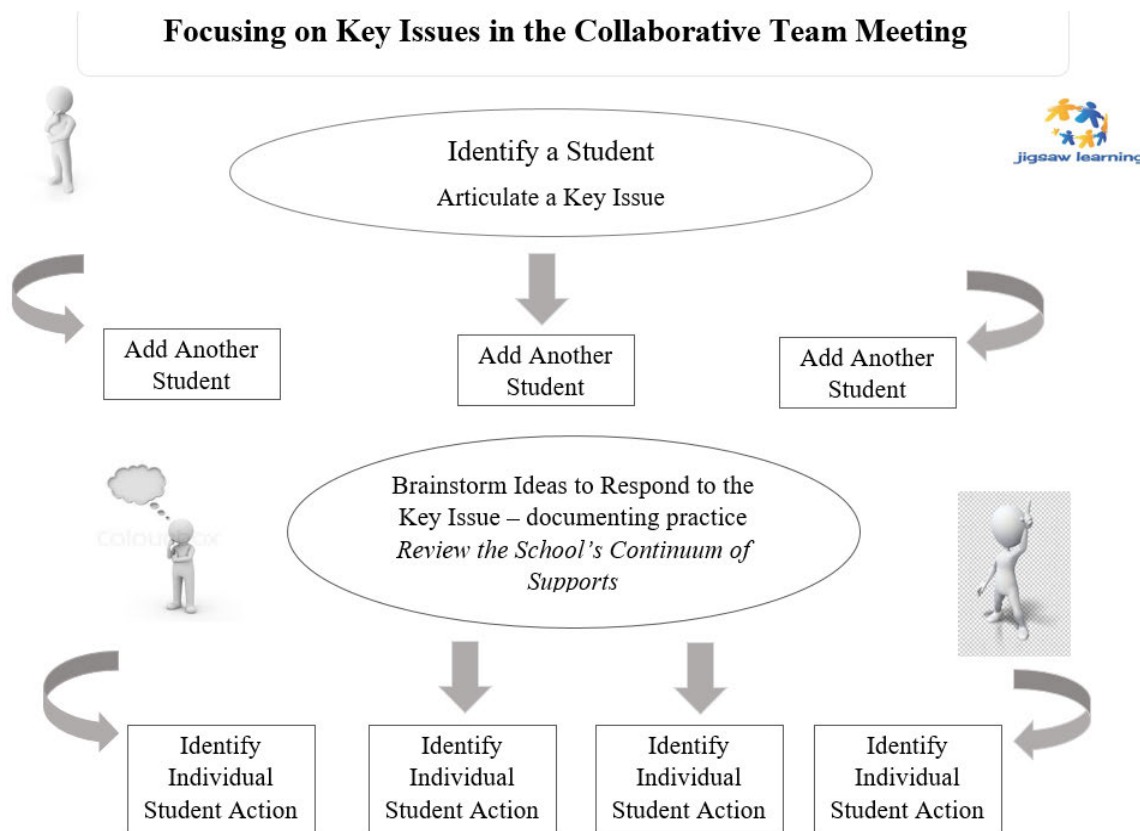 Focusing on Key Issues in the Collaborative Team Meeting
Identify a Student
Articulate a Key Issue
jigsaw learning
Add Another
Student
Add Another
Student
Add Another
Student
Brainstorm Ideas to Respond to the
Key Issue – documenting practice
Review the School's Continuum of
Supports
Colourbox
Identify
Individual
Student Action
Identify
Individual
Student Action
Identify
Individual
Student Action
Identify
Individual
Student Action